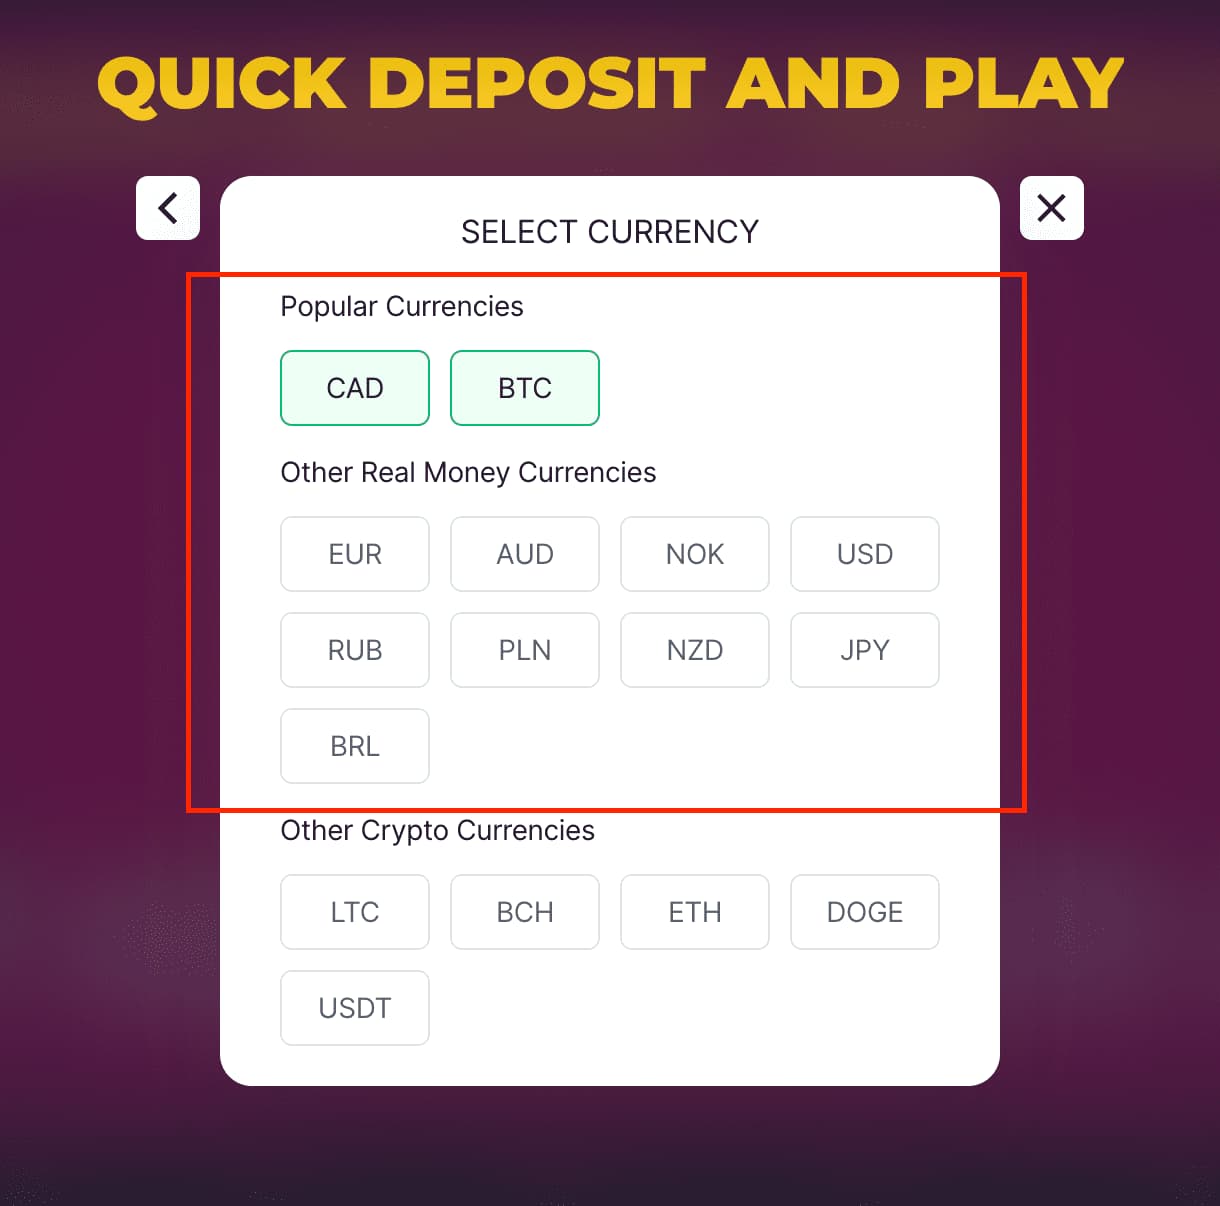 QUICK DEPOSIT AND PLAY
SELECT CURRENCY
Popular Currencies
CAD BTC
Other Real Money Currencies
EUR AUD NOK USD
RUB PLN NZD JPY
BRL
Other Crypto Currencies
LTC BCH ETH DOGE
USDT